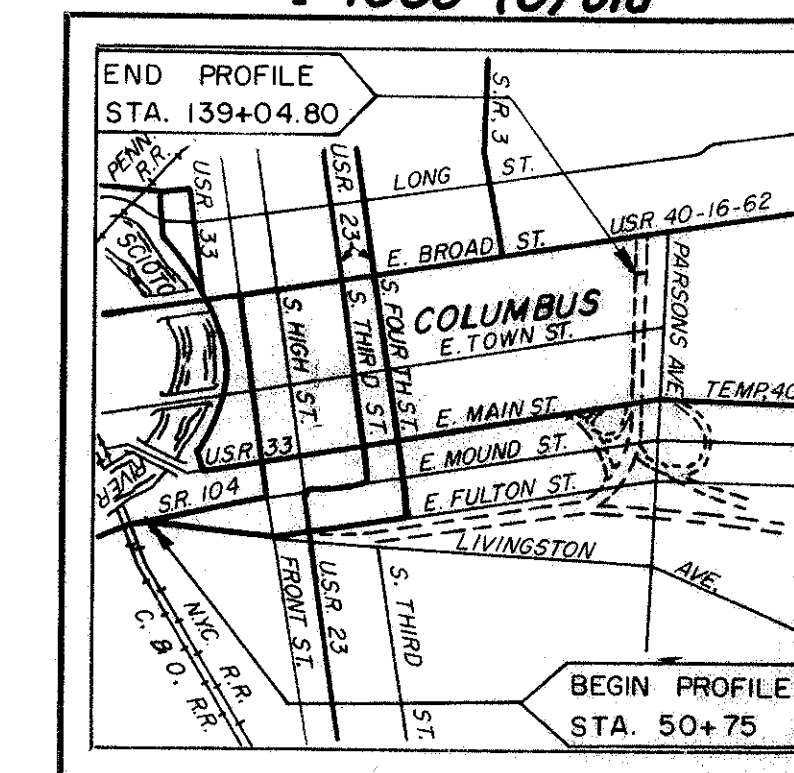 END PROFILE
STA. 139+04.80
S.R. 3
PENN.
R.R.
USR. 33
USR. 23
LONG ST.
USR 40-16-62
SCIOTO
E. BROAD ST.
PARSONS AVE.
S. HIGH ST.
S. THIRD ST.
S. FOURTH ST.
COLUMBUS
E. TOWN ST.
TEMP. 40
E. MAIN ST.
U.S.R. 33
E. MOUND ST.
RIVER
S.R. 104
E. FULTON ST.
LIVINGSTON AVE.
FRONT ST.
USR 23
S. THIRD ST.
N.Y.C. R.R.
C. & O. R.R.
BEGIN PROFILE
STA. 50+75